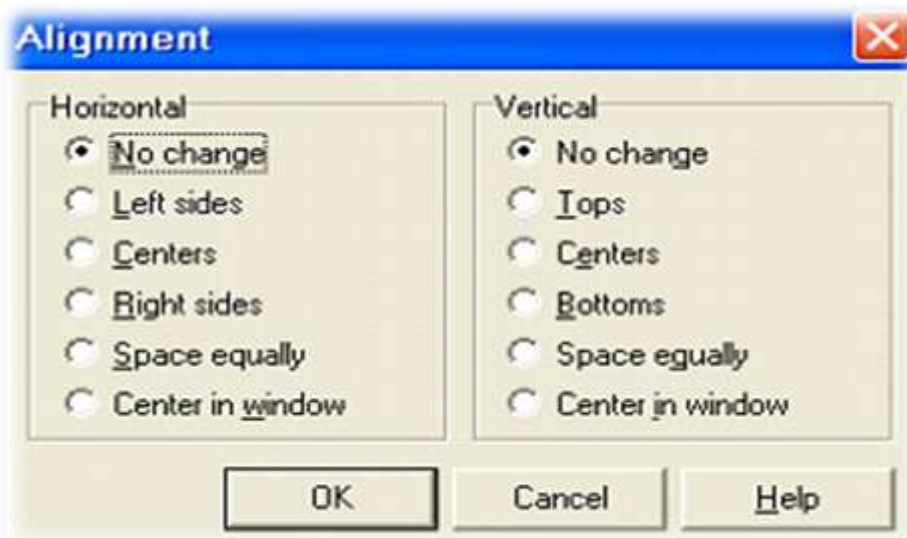 Alignment
Horizontal
No change
Left sides
Centers
Right sides
Space equally
Center in window
Vertical
No change
Tops
Centers
Bottoms
Space equally
Center in window
OK
Cancel
Help